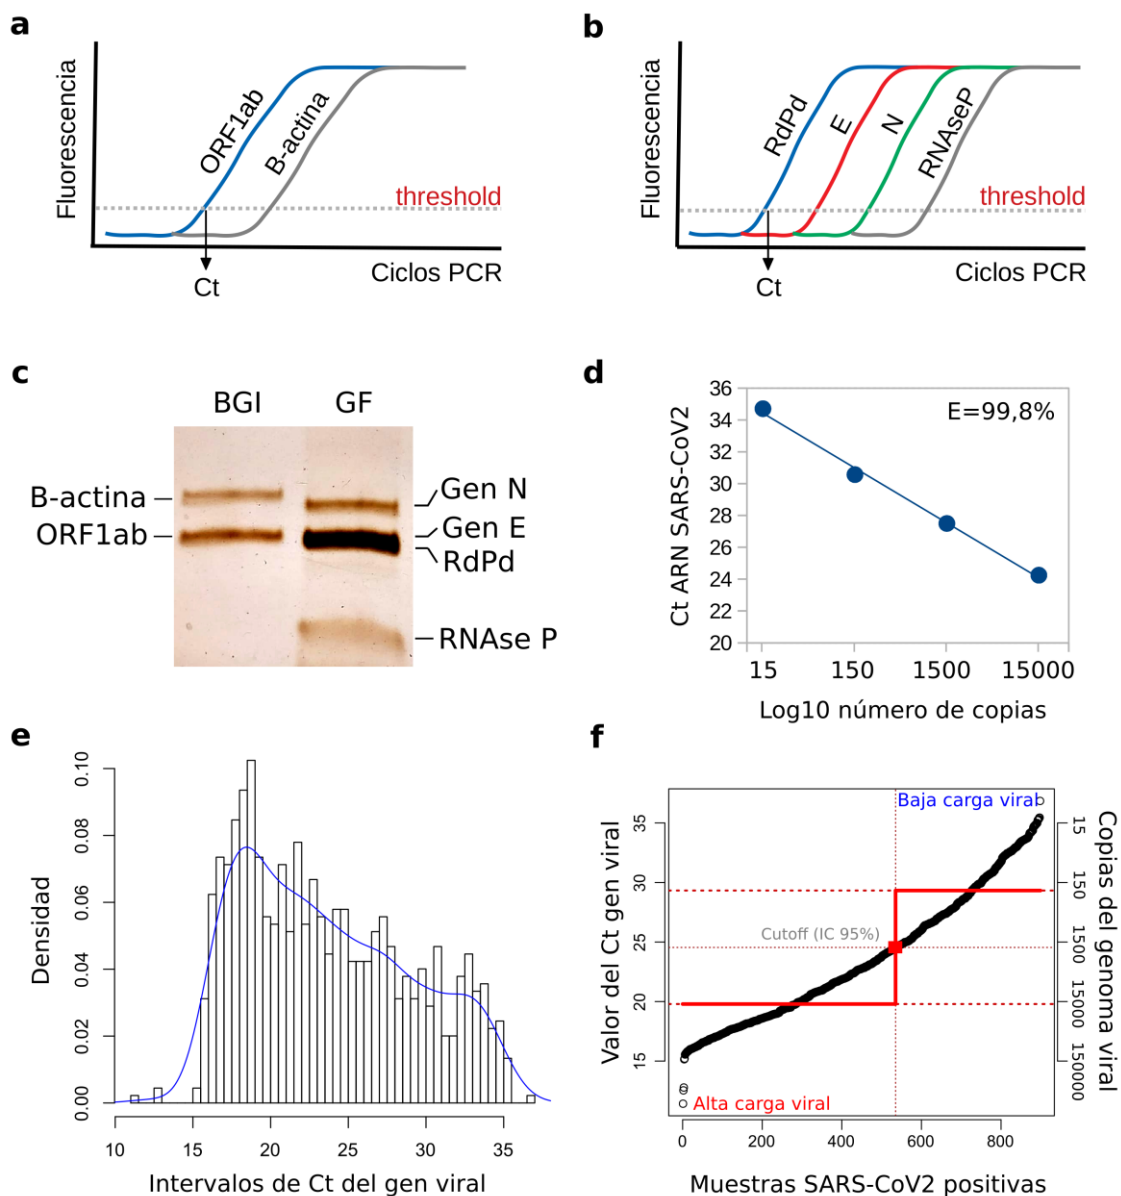 a
Fluorescencia
ORF1ab
B-actina
threshold
Ciclos PCR
Ct
b
Fluorescencia
RdPd
E
N
RNAseP
threshold
Ciclos PCR
Ct
c
BGI
GF
B-actina
ORF1ab
Gen N
Gen E
RdPd
RNAse P
d
Ct ARN SARS-CoV2
36
34
32
30
28
26
24
22
20
E=99,8%
15 150 1500 15000
Log10 número de copias
e
Densidad
0.10
0.08
0.06
0.04
0.02
0.00
10 15 20 25 30 35
Intervalos de Ct del gen viral
f
Valor del Ct gen viral
35
30
25
20
15
Baja carga viral
Cutoff (IC 95%)
Alta carga viral
15
150
1500
15000
150000
Copias del genoma viral
0 200 400 600 800
Muestras SARS-CoV2 positivas